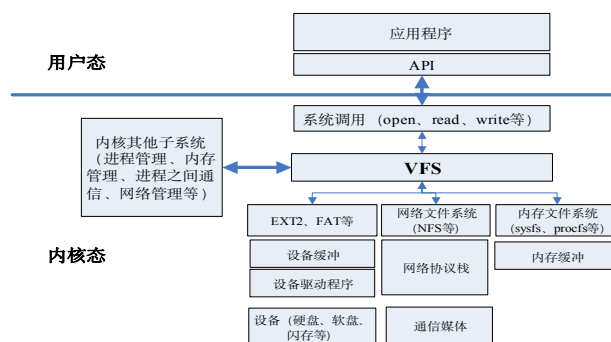 应用程序
用户态
API
系统调用（open、read、write等）
内核其他子系统
（进程管理、内存
管理、进程之间通
信、网络管理等）
VFS
EXT2、FAT等
网络文件系统
(NFS等)
内存文件系统
(sysfs、procfs等)
内核态
设备缓冲
网络协议栈
内存缓冲
设备驱动程序
设备（硬盘、软盘、
闪存等）
通信媒体